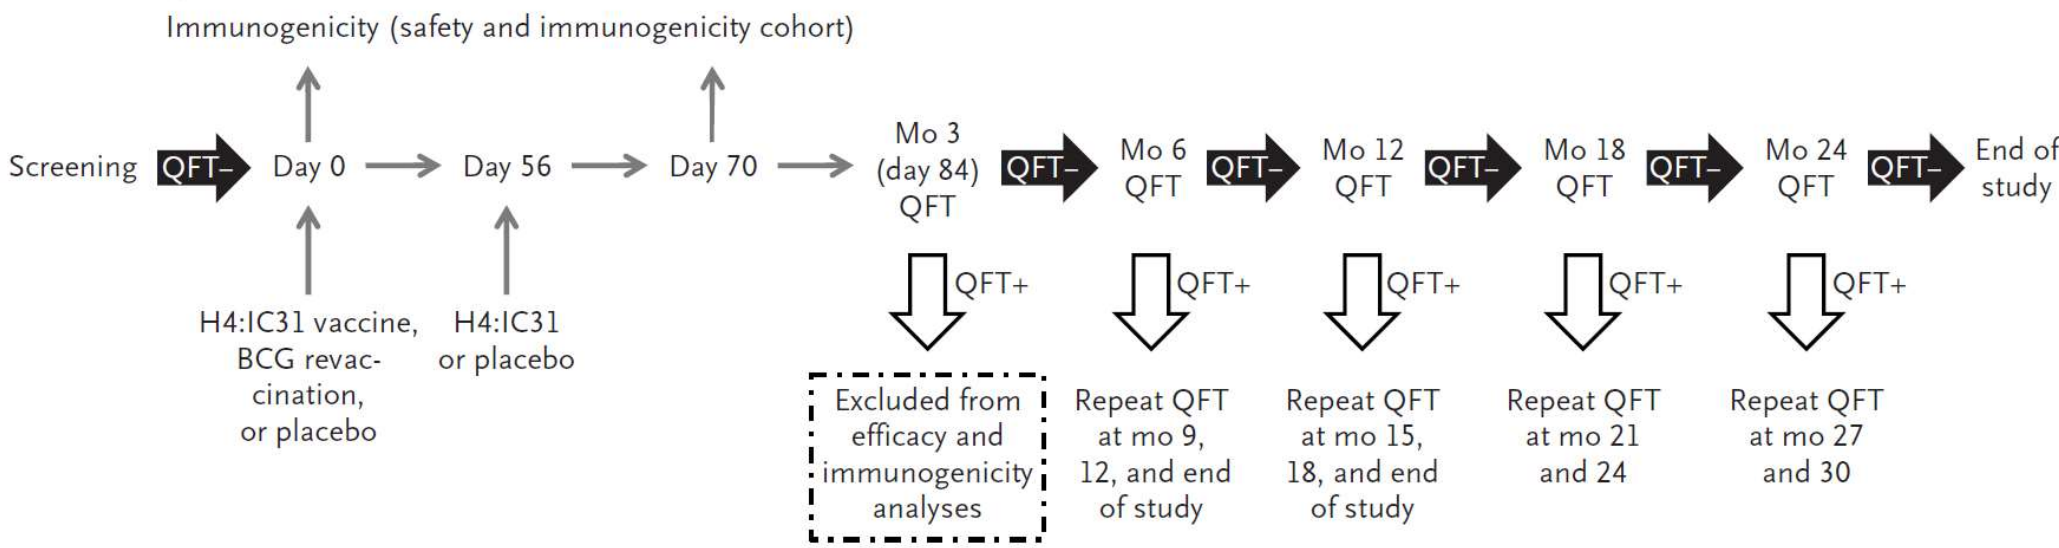 Immunogenicity (safety and immunogenicity cohort)
Screening
QFT–
Day 0
Day 56
Day 70
Mo 3
(day 84)
QFT
QFT–
Mo 6
QFT
QFT–
Mo 12
QFT
QFT–
Mo 18
QFT
QFT–
Mo 24
QFT
QFT–
End of
study
H4:IC31 vaccine,
BCG revac-
cination,
or placebo
H4:IC31
or placebo
QFT+
QFT+
QFT+
QFT+
QFT+
Excluded from
efficacy and
immunogenicity
analyses
Repeat QFT
at mo 9,
12, and end
of study
Repeat QFT
at mo 15,
18, and end
of study
Repeat QFT
at mo 21
and 24
Repeat QFT
at mo 27
and 30